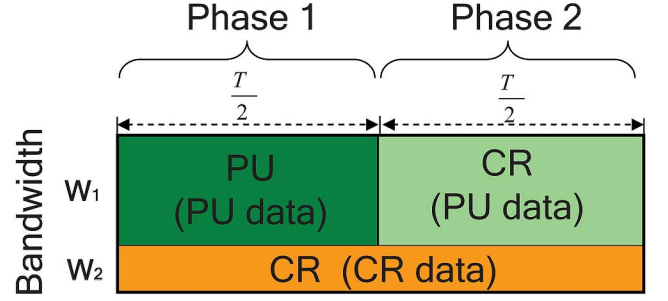 Phase 1
Phase 2
T
2
T
2
Bandwidth
W1
PU
(PU data)
CR
(PU data)
W2
CR (CR data)